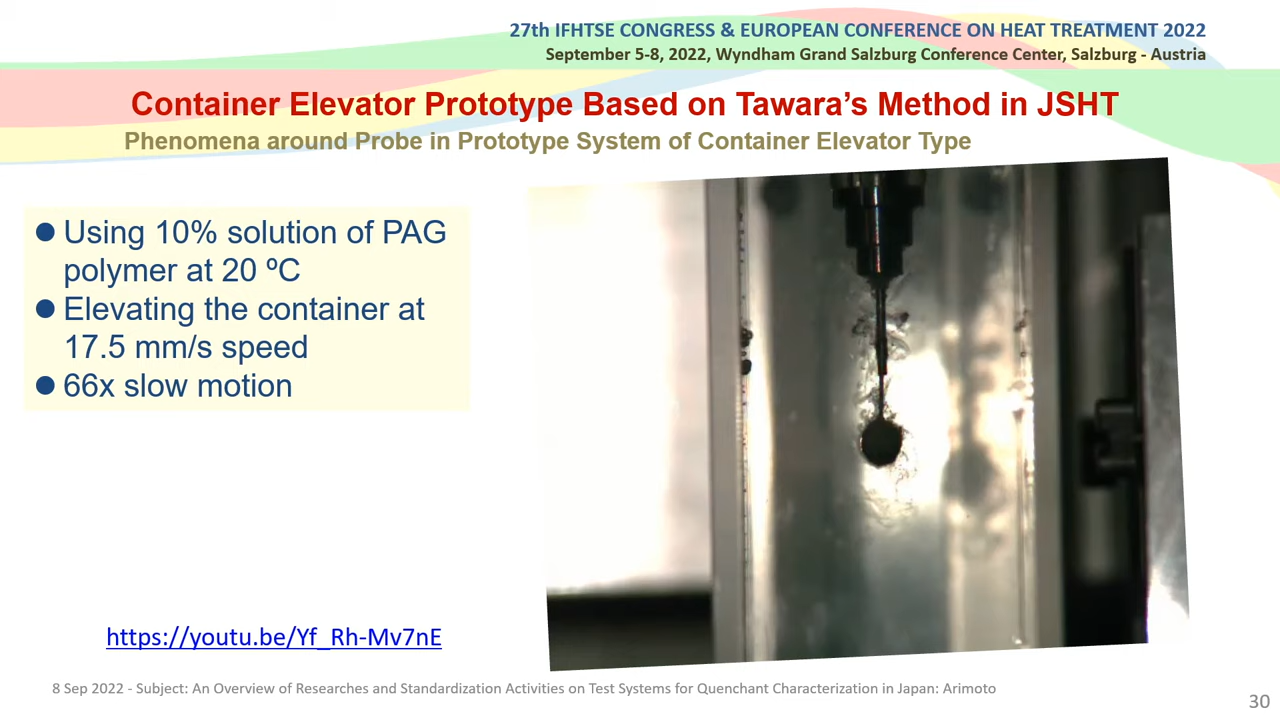 27th IFHTSE CONGRESS & EUROPEAN CONFERENCE ON HEAT TREATMENT 2022
September 5-8, 2022, Wyndham Grand Salzburg Conference Center, Salzburg - Austria
Container Elevator Prototype Based on Tawara’s Method in JSHT
Phenomena around Probe in Prototype System of Container Elevator Type
● Using 10% solution of PAG
polymer at 20 ºC
● Elevating the container at
17.5 mm/s speed
● 66x slow motion
https://youtu.be/Yf_Rh-Mv7nE
8 Sep 2022 - Subject: An Overview of Researches and Standardization Activities on Test Systems for Quenchant Characterization in Japan: Arimoto
30